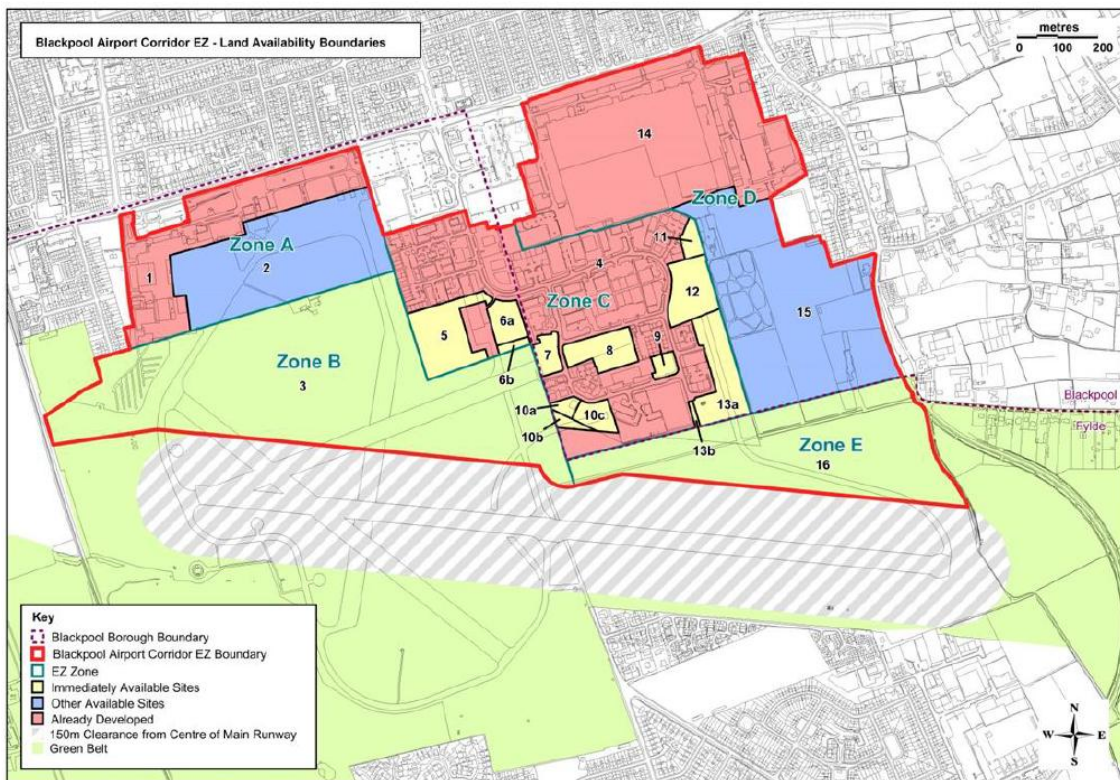 Blackpool Airport Corridor EZ - Land Availability Boundaries
metres
0 100 200
14
Zone D
Zone A
1
2
11
4
12
Zone C
15
5
6a
6b
7
8
9
Zone B
3
10a
10c
10b
13a
13b
Blackpool
Fylde
Zone E
16
Key
Blackpool Borough Boundary
Blackpool Airport Corridor EZ Boundary
EZ Zone
Immediately Available Sites
Other Available Sites
Already Developed
150m Clearance from Centre of Main Runway
Green Belt
N
W E
S